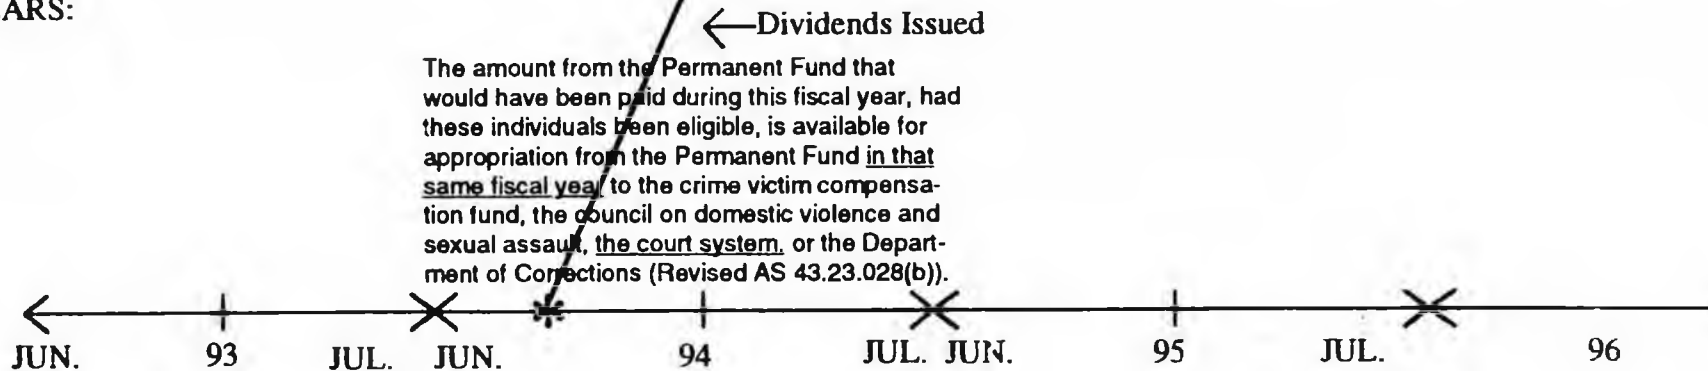 ARS:
←Dividends Issued
The amount from the Permanent Fund that
would have been paid during this fiscal year, had
these individuals been eligible, is available for
appropriation from the Permanent Fund in that
same fiscal year to the crime victim compensa-
tion fund, the council on domestic violence and
sexual assault, the court system, or the Depart-
ment of Corrections (Revised AS 43.23.028(b)).
JUN. 93 JUL. JUN. 94 JUL. JUN. 95 JUL. 96